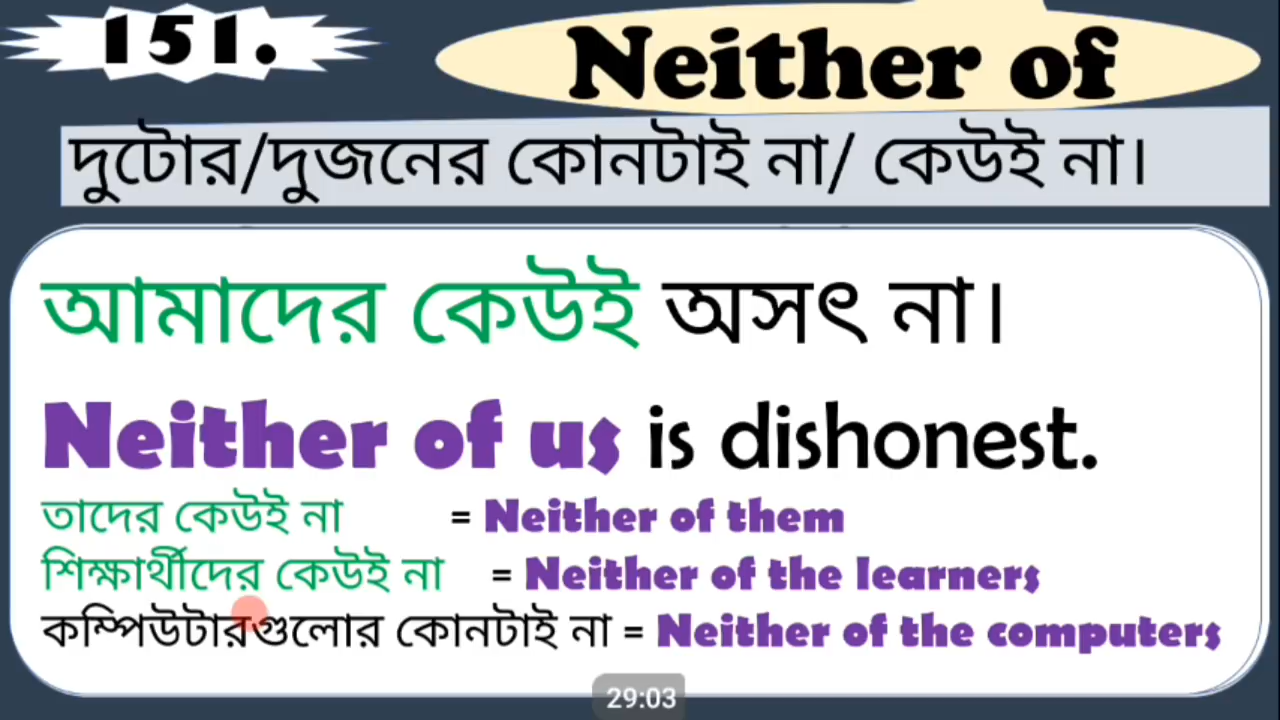 151.
Neither of
দুটোর/দুজনের কোনটাই না/ কেউই না।
আমাদের কেউই অসৎ না।
Neither of us is dishonest.
তাদের কেউই না = Neither of them
শিক্ষার্থীদের কেউই না = Neither of the learners
কম্পিউটারগুলোর কোনটাই না = Neither of the computers
29:03